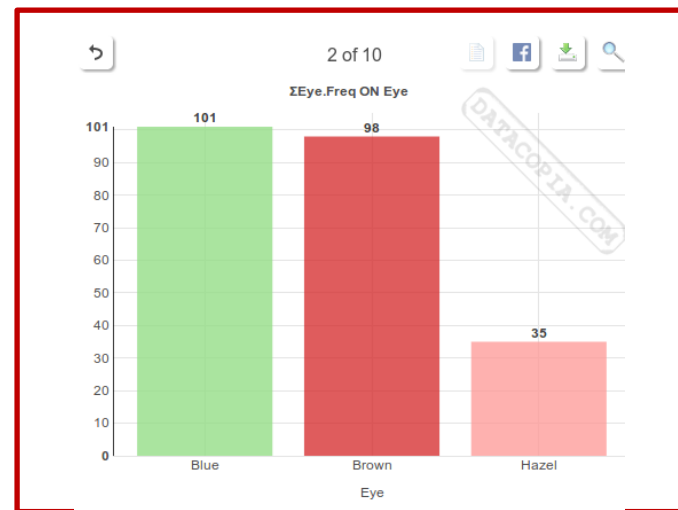 2 of 10
ΣEye.Freq ON Eye
DATACOPIA.COM
101
101
98
90
80
70
60
50
40
35
30
20
10
0
Blue Brown Hazel
Eye